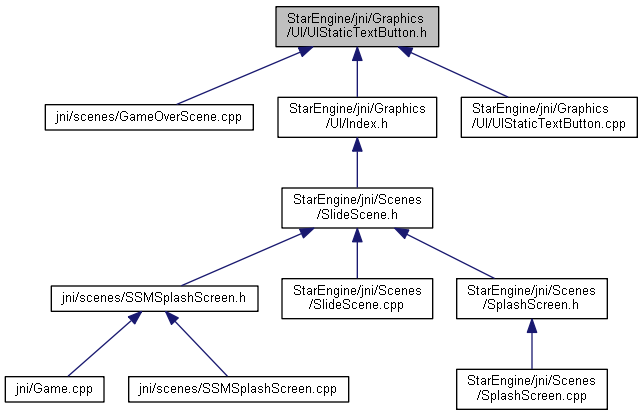 StarEngine/jni/Graphics
/UI/UIStaticTextButton.h
jni/scenes/GameOverScene.cpp
StarEngine/jni/Graphics
/UI/Index.h
StarEngine/jni/Graphics
/UI/UIStaticTextButton.cpp
StarEngine/jni/Scenes
/SlideScene.h
jni/scenes/SSMSplashScreen.h
StarEngine/jni/Scenes
/SlideScene.cpp
StarEngine/jni/Scenes
/SplashScreen.h
jni/Game.cpp
jni/scenes/SSMSplashScreen.cpp
StarEngine/jni/Scenes
/SplashScreen.cpp